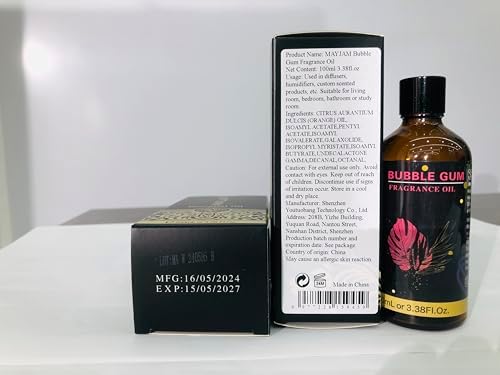 MFG:16/05/2024
EXP:15/05/2027
Product Name: MAYJAM Bubble
Gum Fragrance Oil
Net Content: 100ml 3.38fl.oz
Usage: Used in diffusers,
humidifiers, custom scented
products, etc. Suitable for living
room, bedroom, bathroom or study
room.
Ingredients: CITRUS AURANTIUM
DULCIS (ORANGE) OIL,
ISOAMYL ACETATE,PENTYL
ACETATE,ISOAMYL
ISOVALERATE,GALAXOLIDE,
ISOPROPYL MYRISTATE,ISOAMYL
BUTYRATE,UNDECALACTONE
GAMMA,DECANAL,OCTANAL,
Caution: For external use only. Avoid
contact with eyes. Keep out of reach
of children. Discontinue use if signs
of irritation occur. Store in a cool
and dry place.
Manufacturer: Shenzhen
Youituobang Technology Co., Ltd.
Address: 208B, Yizhe Building,
Yuquan Road, Nantou Street,
Nanshan District, Shenzhen
Production batch number and
expiration date: See package
Country of origin: China
May cause an allergic skin reaction
24M
Made in China
BUBBLE GUM
FRAGRANCE OIL
mL or 3.38Fl.Oz.